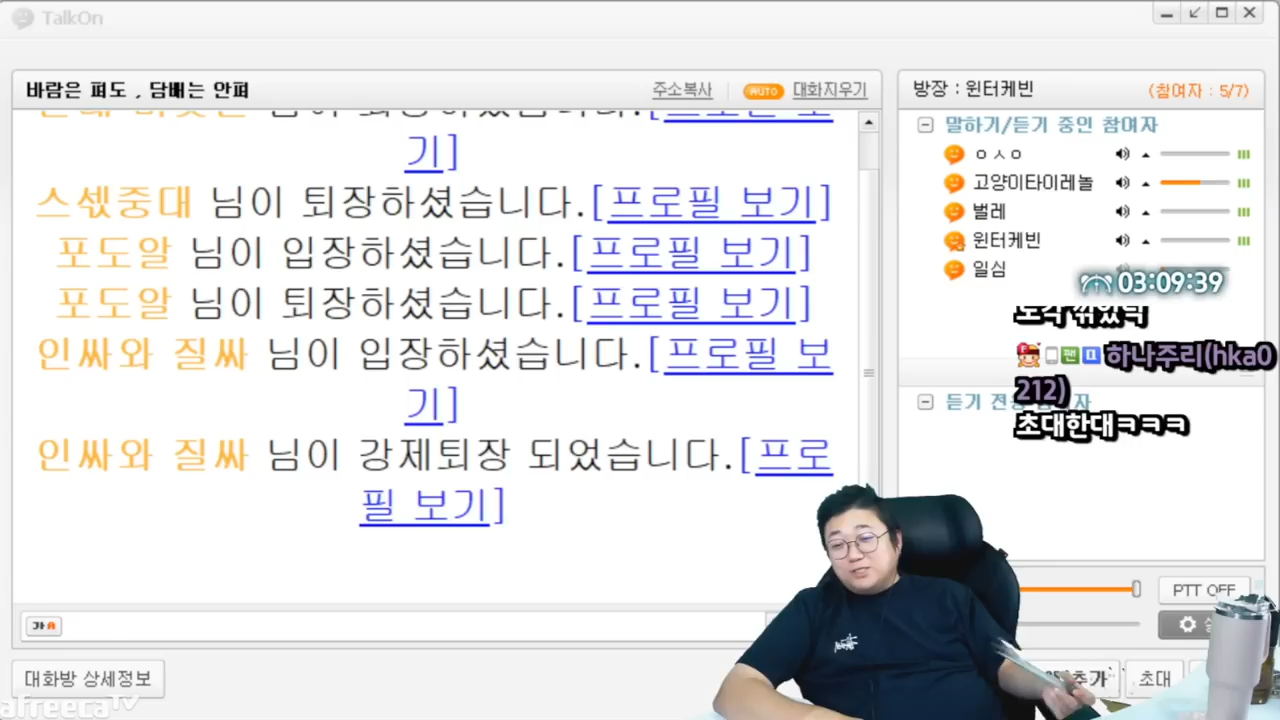 TalkOn
바람은 펴도 , 담배는 안펴
주소복사
AUTO 대화지우기
기]
스셌중대 님이 퇴장하셨습니다.[프로필 보기]
포도알 님이 입장하셨습니다.[프로필 보기]
포도알 님이 퇴장하셨습니다.[프로필 보기]
인싸와 질싸 님이 입장하셨습니다.[프로필 보
기]
인싸와 질싸 님이 강제퇴장 되었습니다.[프로
필 보기]
가A
대화방 상세정보
afreecaTV
방장 : 윈터케빈
(참여자 : 5/7)
말하기/듣기 중인 참여자
ㅇㅅㅇ
고양이타이레놀
벌레
윈터케빈
일심
03:09:39
팬 하나주리(hka0
212)
듣기 전
초대한대ㅋㅋㅋ
PTT OFF
추가
초대